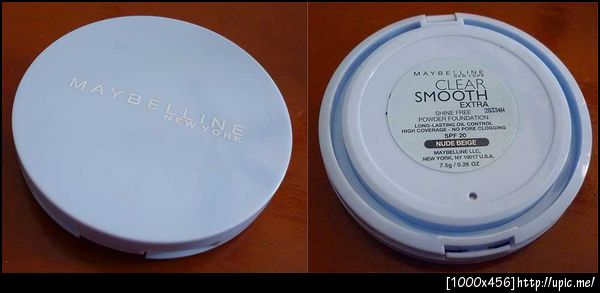 MAYBELLINE
NEW YORK
MAYBELLINE
NEW YORK
CLEAR
SMOOTH
EXTRA
29334H
SHINE FREE
POWDER FOUNDATION
LONG-LASTING OIL CONTROL
HIGH COVERAGE - NO PORE CLOGGING
SPF 20
NUDE BEIGE
MAYBELLINE LLC,
NEW YORK, NY 10017 U.S.A.
7.5g / 0.26 OZ
[1000x456]http://upic.me/